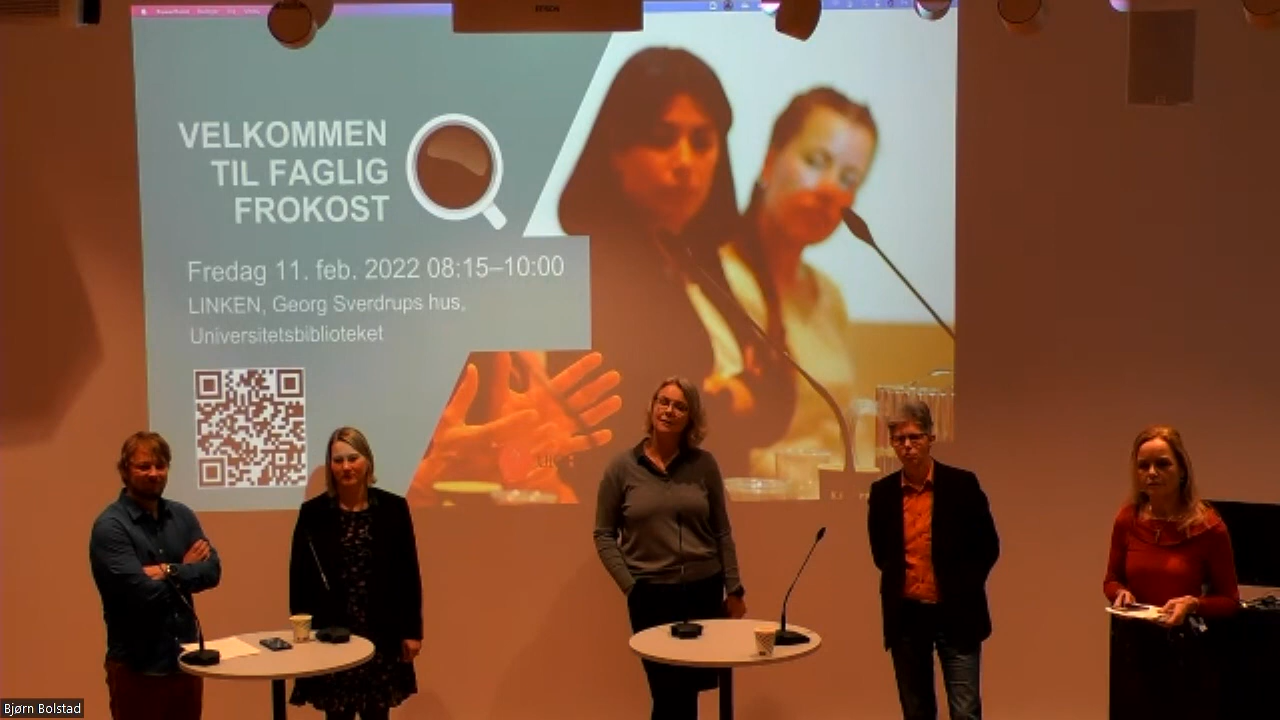 EPSON
VELKOMMEN
TIL FAGLIG
FROKOST
Fredag 11. feb. 2022 08:15–10:00
LINKEN, Georg Sverdrups hus,
Universitetsbiblioteket
Bjørn Bolstad